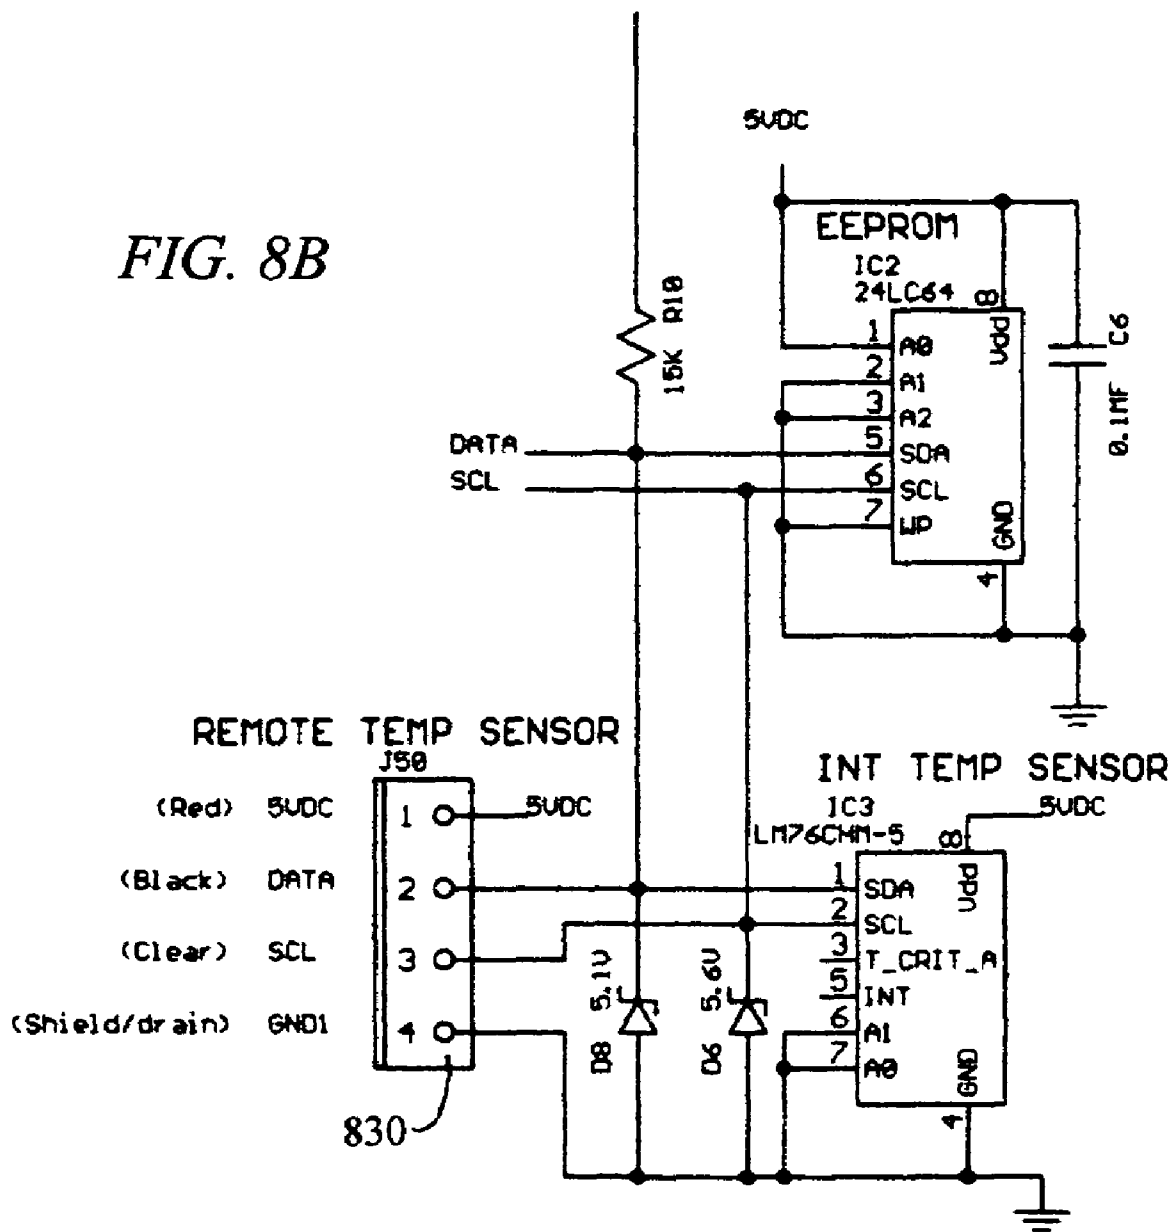 FIG. 8B
5VDC
EEPROM
IC2
24LC64
8
Vdd
1 A0
2 A1
3 A2
5 SDA
6 SCL
7 WP
GND
4
C6
0.1MF
15K R10
DATA
SCL
REMOTE TEMP SENSOR
J50
(Red) 5VDC 1 5VDC
(Black) DATA 2
(Clear) SCL 3
(Shield/drain) GND1 4
830
D8 5.1V
D6 5.6V
INT TEMP SENSOR
IC3 5VDC
LM76CHM-5
8
Vdd
1 SDA
2 SCL
3 T_CRIT_A
5 INT
6 A1
7 A0
GND
4